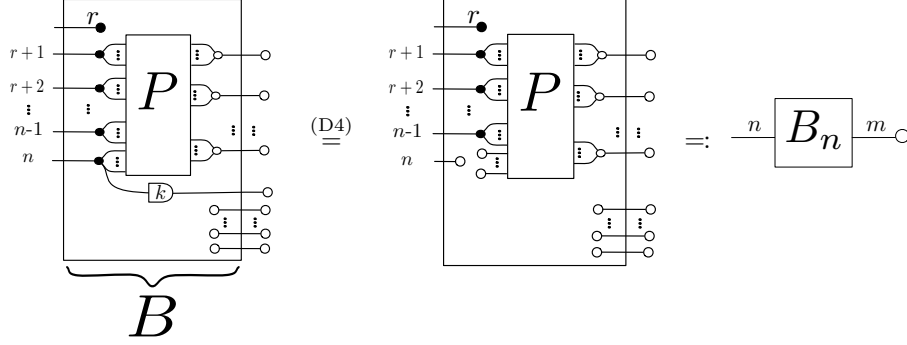 r
r+1
r+2
n-1
n
P
k
B
(D4)
=
r
r+1
r+2
n-1
n
P
=:
n
B_n
m